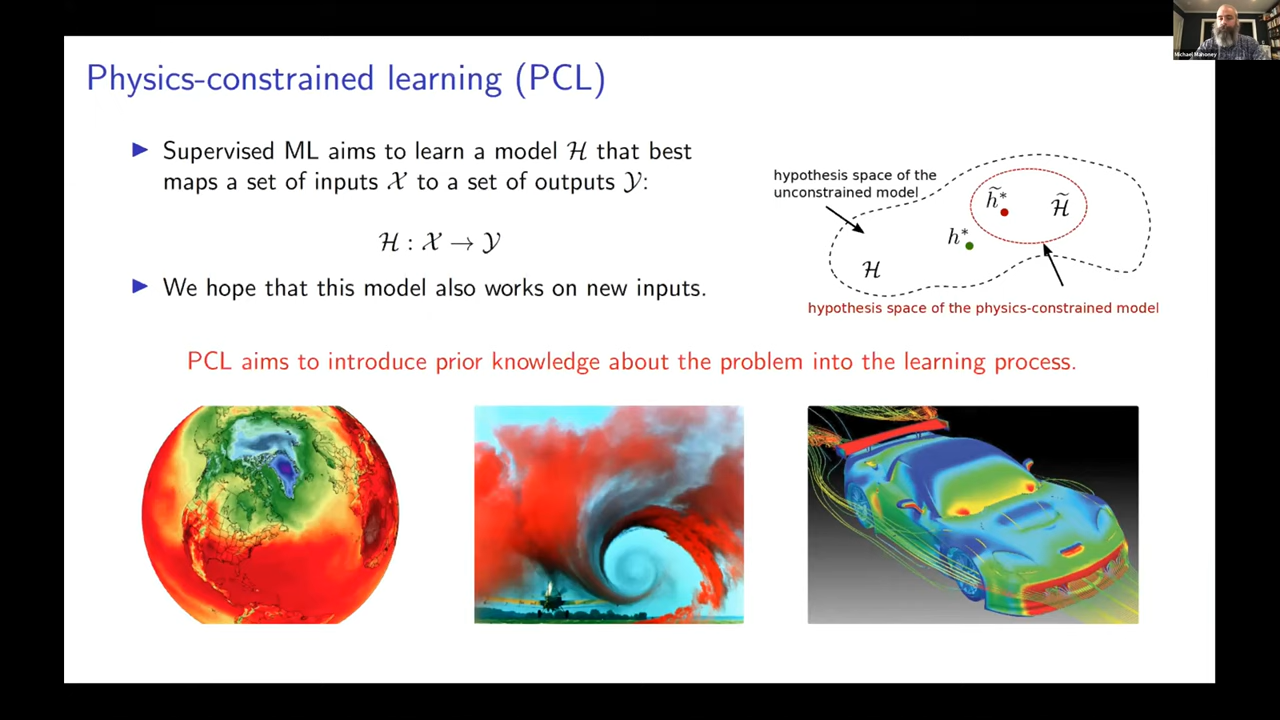 Michael Mahoney
Physics-constrained learning (PCL)
Supervised ML aims to learn a model ℋ that best
maps a set of inputs 𝒳 to a set of outputs 𝒴:
ℋ : 𝒳 → 𝒴
We hope that this model also works on new inputs.
hypothesis space of the
unconstrained model
h̃*
ℋ̃
h*
ℋ
hypothesis space of the physics-constrained model
PCL aims to introduce prior knowledge about the problem into the learning process.